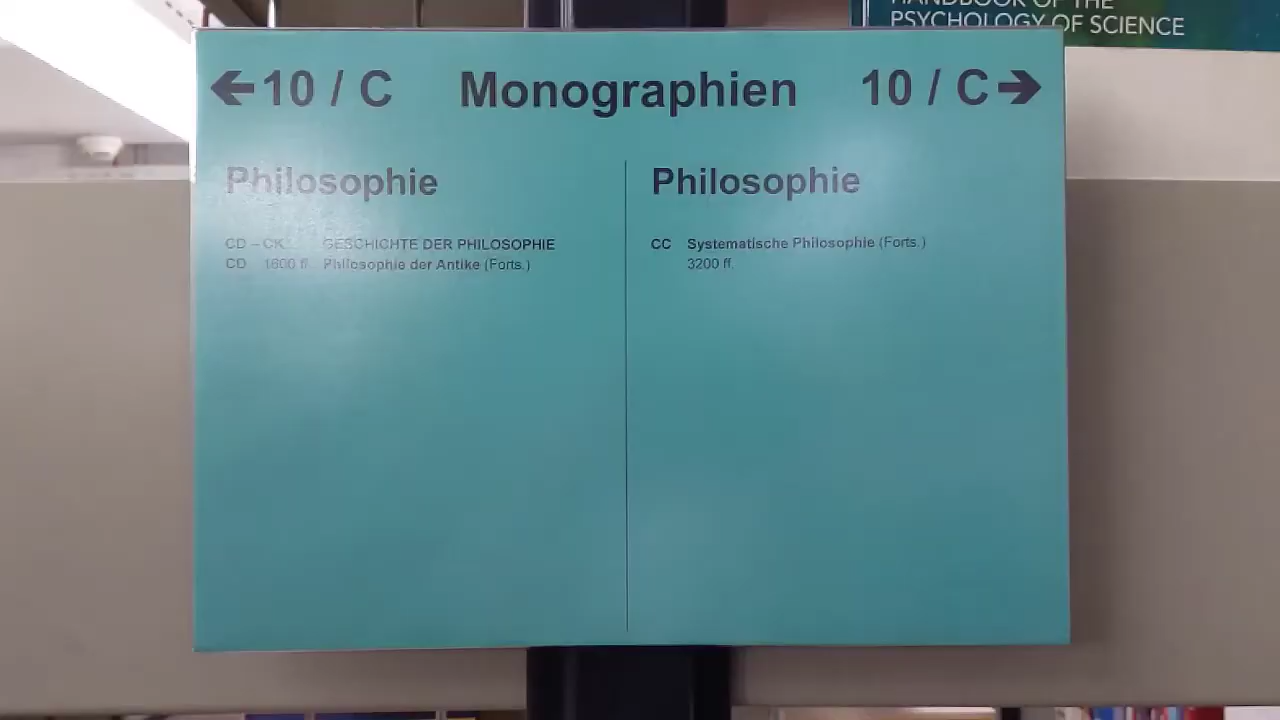 HANDBOOK OF THE
PSYCHOLOGY OF SCIENCE
←10 / C Monographien 10 / C→
Philosophie
CD – CK GESCHICHTE DER PHILOSOPHIE
CD 1600 ff. Philosophie der Antike (Forts.)
Philosophie
CC Systematische Philosophie (Forts.)
3200 ff.